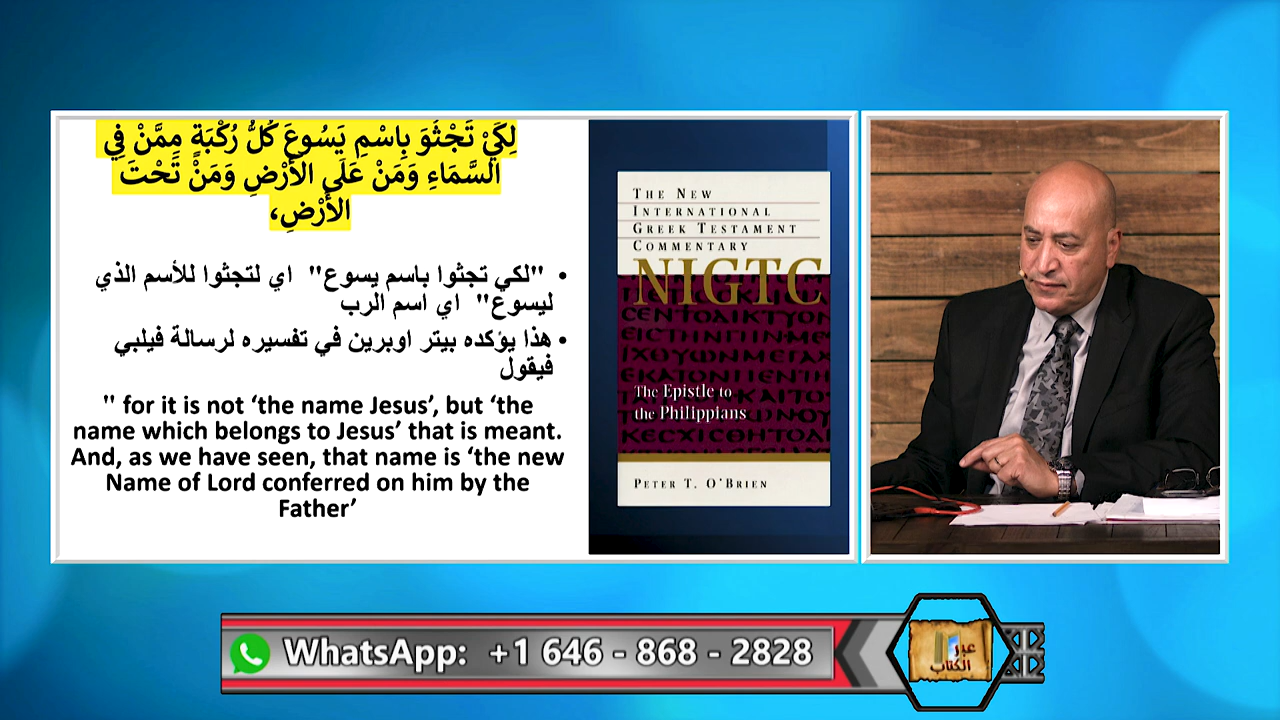 لِكَيْ تَجْثُوَ بِاسْمِ يَسُوعَ كُلُّ رُكْبَةٍ مِمَّنْ فِي
السَّمَاءِ وَمَنْ عَلَى الأَرْضِ وَمَنْ تَحْتَ
الأَرْضِ،
• "لكي تجثوا باسم يسوع" اي لتجثوا للأسم الذي
ليسوع" اي اسم الرب
• هذا يؤكده بيتر اوبرين في تفسيره لرسالة فيلبي
فيقول
" for it is not ‘the name Jesus’, but ‘the
name which belongs to Jesus’ that is meant.
And, as we have seen, that name is ‘the new
Name of Lord conferred on him by the
Father’
The New
International
Greek Testament
Commentary
NIGTC
The Epistle to
the Philippians
Peter T. O'Brien
WhatsApp: +1 646 - 868 - 2828
عبر
الكتاب